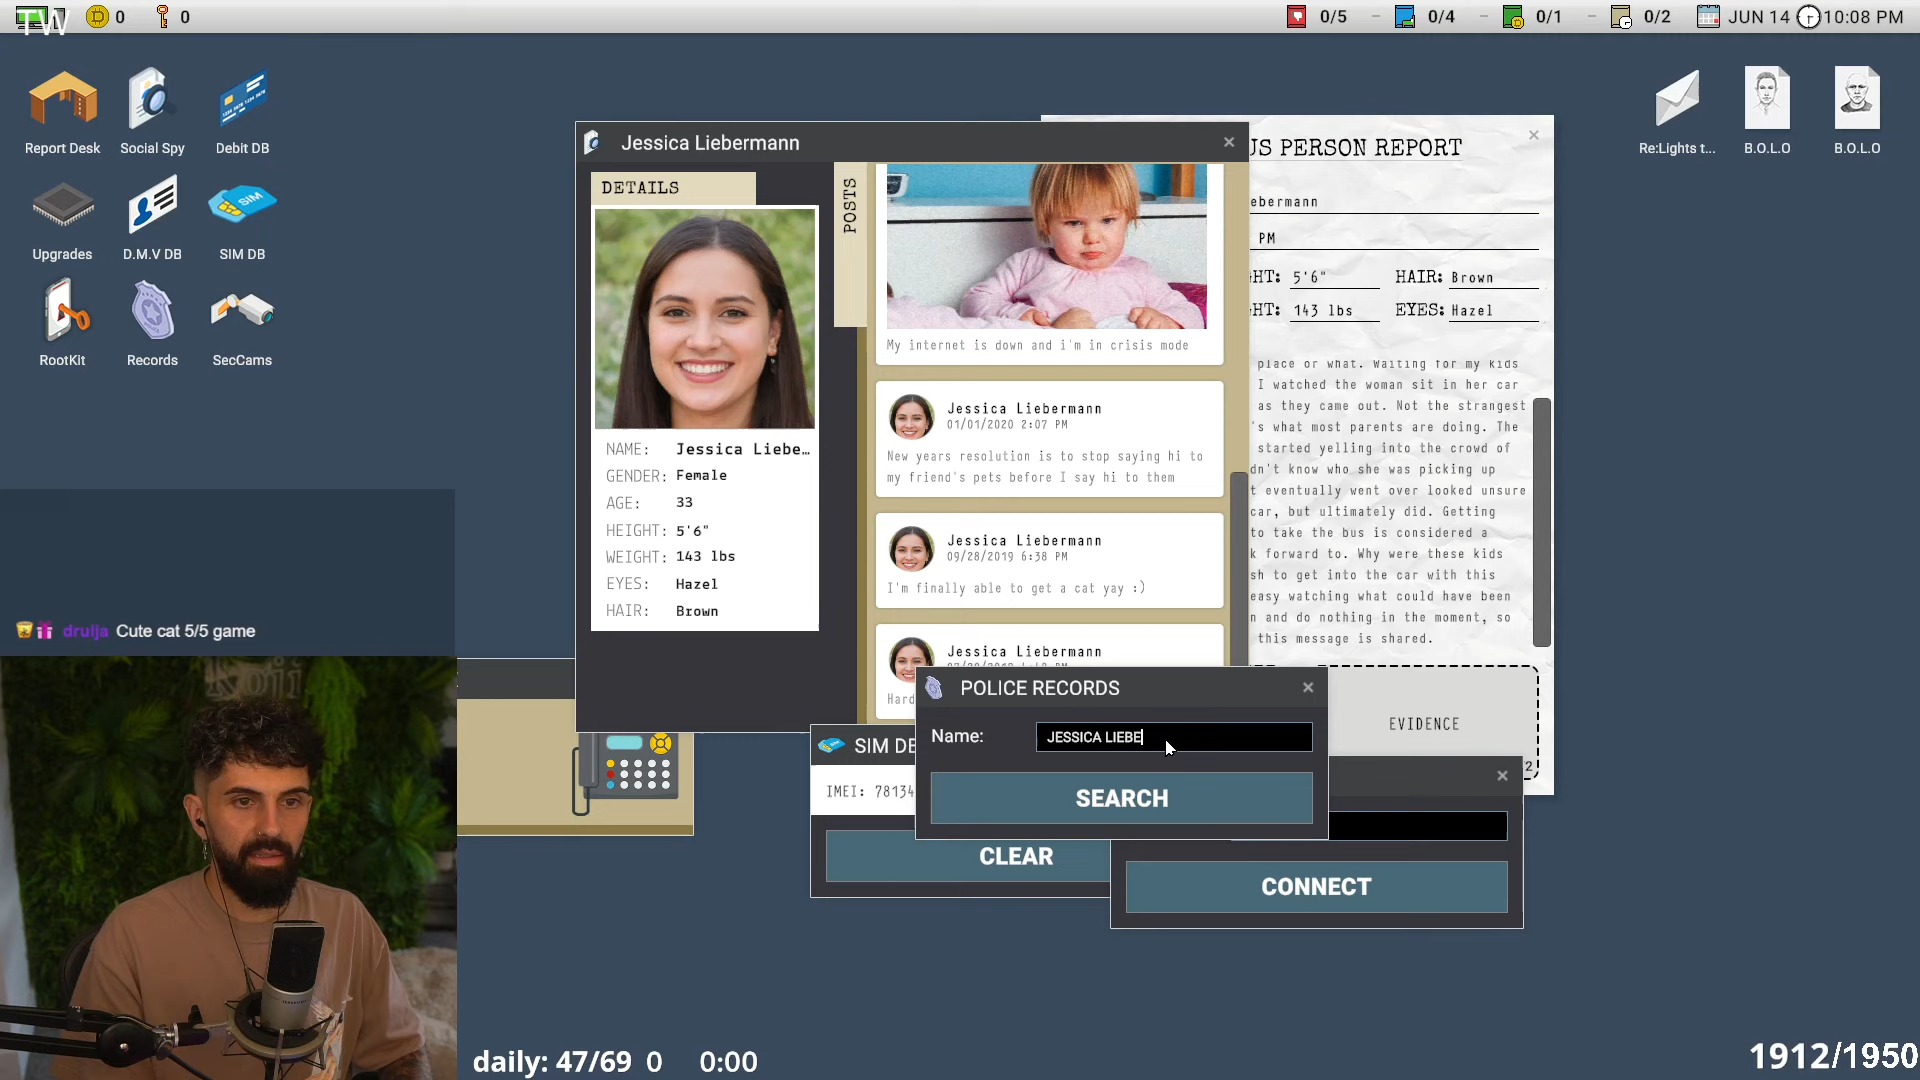 TW
0
0
0/5
0/4
0/1
0/2
JUN 14
10:08 PM
Report Desk
Social Spy
Debit DB
Upgrades
D.M.V DB
SIM DB
SIM
RootKit
Records
SecCams
Re:Lights t...
B.O.L.O
B.O.L.O
Jessica Liebermann
DETAILS
NAME: Jessica Liebe…
GENDER: Female
AGE: 33
HEIGHT: 5'6"
WEIGHT: 143 lbs
EYES: Hazel
HAIR: Brown
POSTS
My internet is down and i'm in crisis mode
Jessica Liebermann
01/01/2020 2:07 PM
New years resolution is to stop saying hi to
my friend's pets before I say hi to them
Jessica Liebermann
09/28/2019 6:38 PM
I'm finally able to get a cat yay :)
Jessica Liebermann
Hard
US PERSON REPORT
ebermann
PM
HT: 5'6"
HAIR: Brown
HT: 143 lbs
EYES: Hazel
place or what. Waiting for my kids
I watched the woman sit in her car
as they came out. Not the strangest
's what most parents are doing. The
started yelling into the crowd of
dn't know who she was picking up
t eventually went over looked unsure
car, but ultimately did. Getting
to take the bus is considered a
k forward to. Why were these kids
sh to get into the car with this
easy watching what could have been
n and do nothing in the moment, so
this message is shared.
EVIDENCE
POLICE RECORDS
Name: JESSICA LIEBE
SEARCH
SIM DE
IMEI: 78134
CLEAR
CONNECT
drulja Cute cat 5/5 game
Koji
daily: 47/69 0 0:00
1912/1950